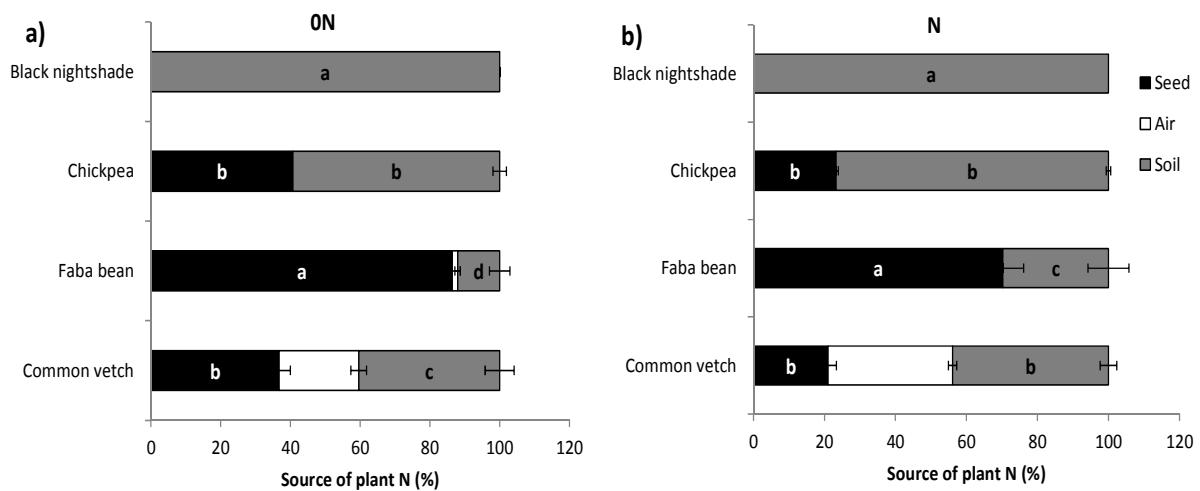 a)
0N
Black nightshade
a
Chickpea
b
b
Faba bean
a
d
Common vetch
b
c
0 20 40 60 80 100 120
Source of plant N (%)
b)
N
Black nightshade
a
Chickpea
b
b
Faba bean
a
c
Common vetch
b
b
0 20 40 60 80 100 120
Source of plant N (%)
Seed
Air
Soil